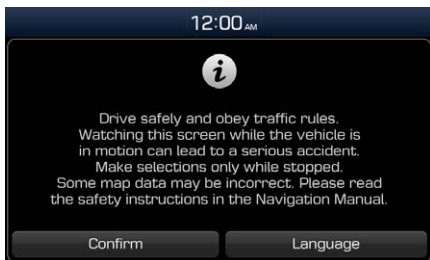 12:00 AM
i
Drive safely and obey traffic rules.
Watching this screen while the vehicle is
in motion can lead to a serious accident.
Make selections only while stopped.
Some map data may be incorrect. Please read
the safety instructions in the Navigation Manual.
Confirm Language